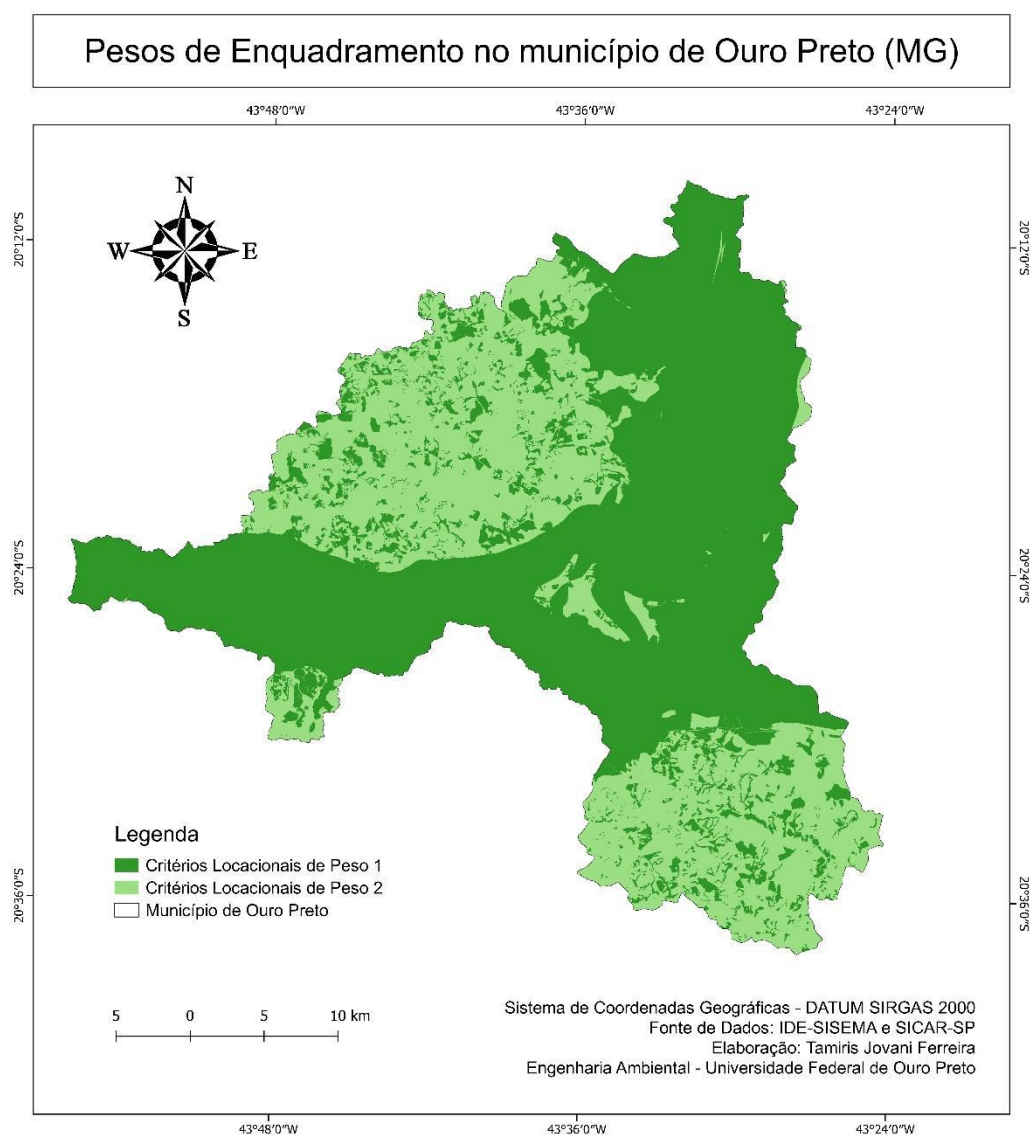 Pesos de Enquadramento no município de Ouro Preto (MG)
43°48'0"W
43°36'0"W
43°24'0"W
N
W
E
S
20°12'0"S
20°12'0"S
20°24'0"S
20°24'0"S
20°36'0"S
20°36'0"S
Legenda
Critérios Locacionais de Peso 1
Critérios Locacionais de Peso 2
Município de Ouro Preto
5 0 5 10 km
Sistema de Coordenadas Geográficas - DATUM SIRGAS 2000
Fonte de Dados: IDE-SISEMA e SICAR-SP
Elaboração: Tamiris Jovani Ferreira
Engenharia Ambiental - Universidade Federal de Ouro Preto
43°48'0"W
43°36'0"W
43°24'0"W